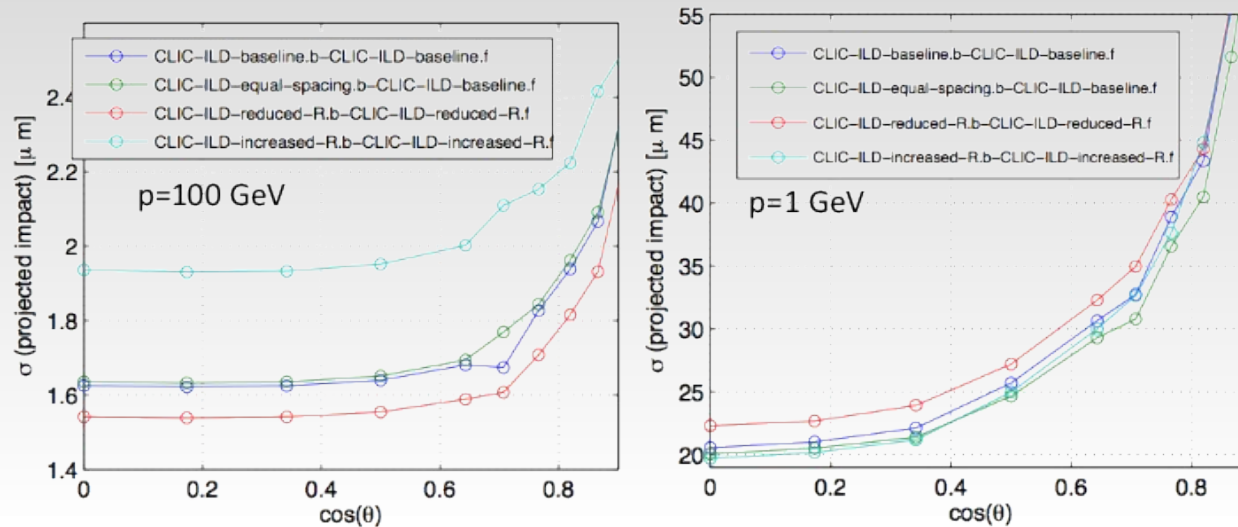 CLIC-ILD-baseline.b-CLIC-ILD-baseline.f
CLIC-ILD-equal-spacing.b-CLIC-ILD-baseline.f
CLIC-ILD-reduced-R.b-CLIC-ILD-reduced-R.f
CLIC-ILD-increased-R.b-CLIC-ILD-increased-R.f
p=100 GeV
σ (projected impact) [μ m]
2.4
2.2
2
1.8
1.6
1.4
0 0.2 0.4 0.6 0.8
cos(θ)
CLIC-ILD-baseline.b-CLIC-ILD-baseline.f
CLIC-ILD-equal-spacing.b-CLIC-ILD-baseline.f
CLIC-ILD-reduced-R.b-CLIC-ILD-reduced-R.f
CLIC-ILD-increased-R.b-CLIC-ILD-increased-R.f
p=1 GeV
σ (projected impact) [μ m]
55
50
45
40
35
30
25
20
0 0.2 0.4 0.6 0.8
cos(θ)